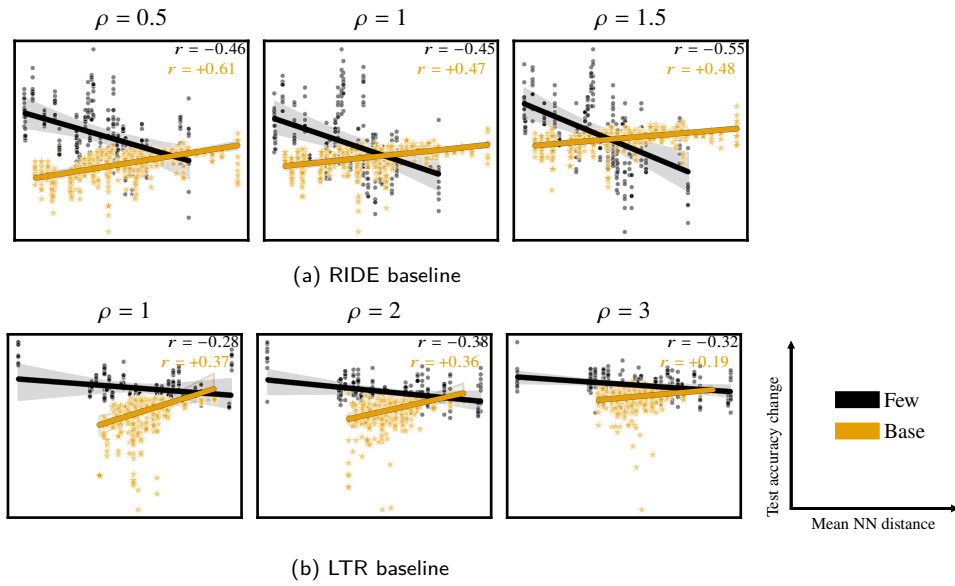 ρ = 0.5 ρ = 1 ρ = 1.5
r = −0.46 r = −0.45 r = −0.55
r = +0.61 r = +0.47 r = +0.48
(a) RIDE baseline
ρ = 1 ρ = 2 ρ = 3
r = −0.28 r = −0.38 r = −0.32
r = +0.37 r = +0.36 r = +0.19
Few
Base
Test accuracy change
Mean NN distance
(b) LTR baseline